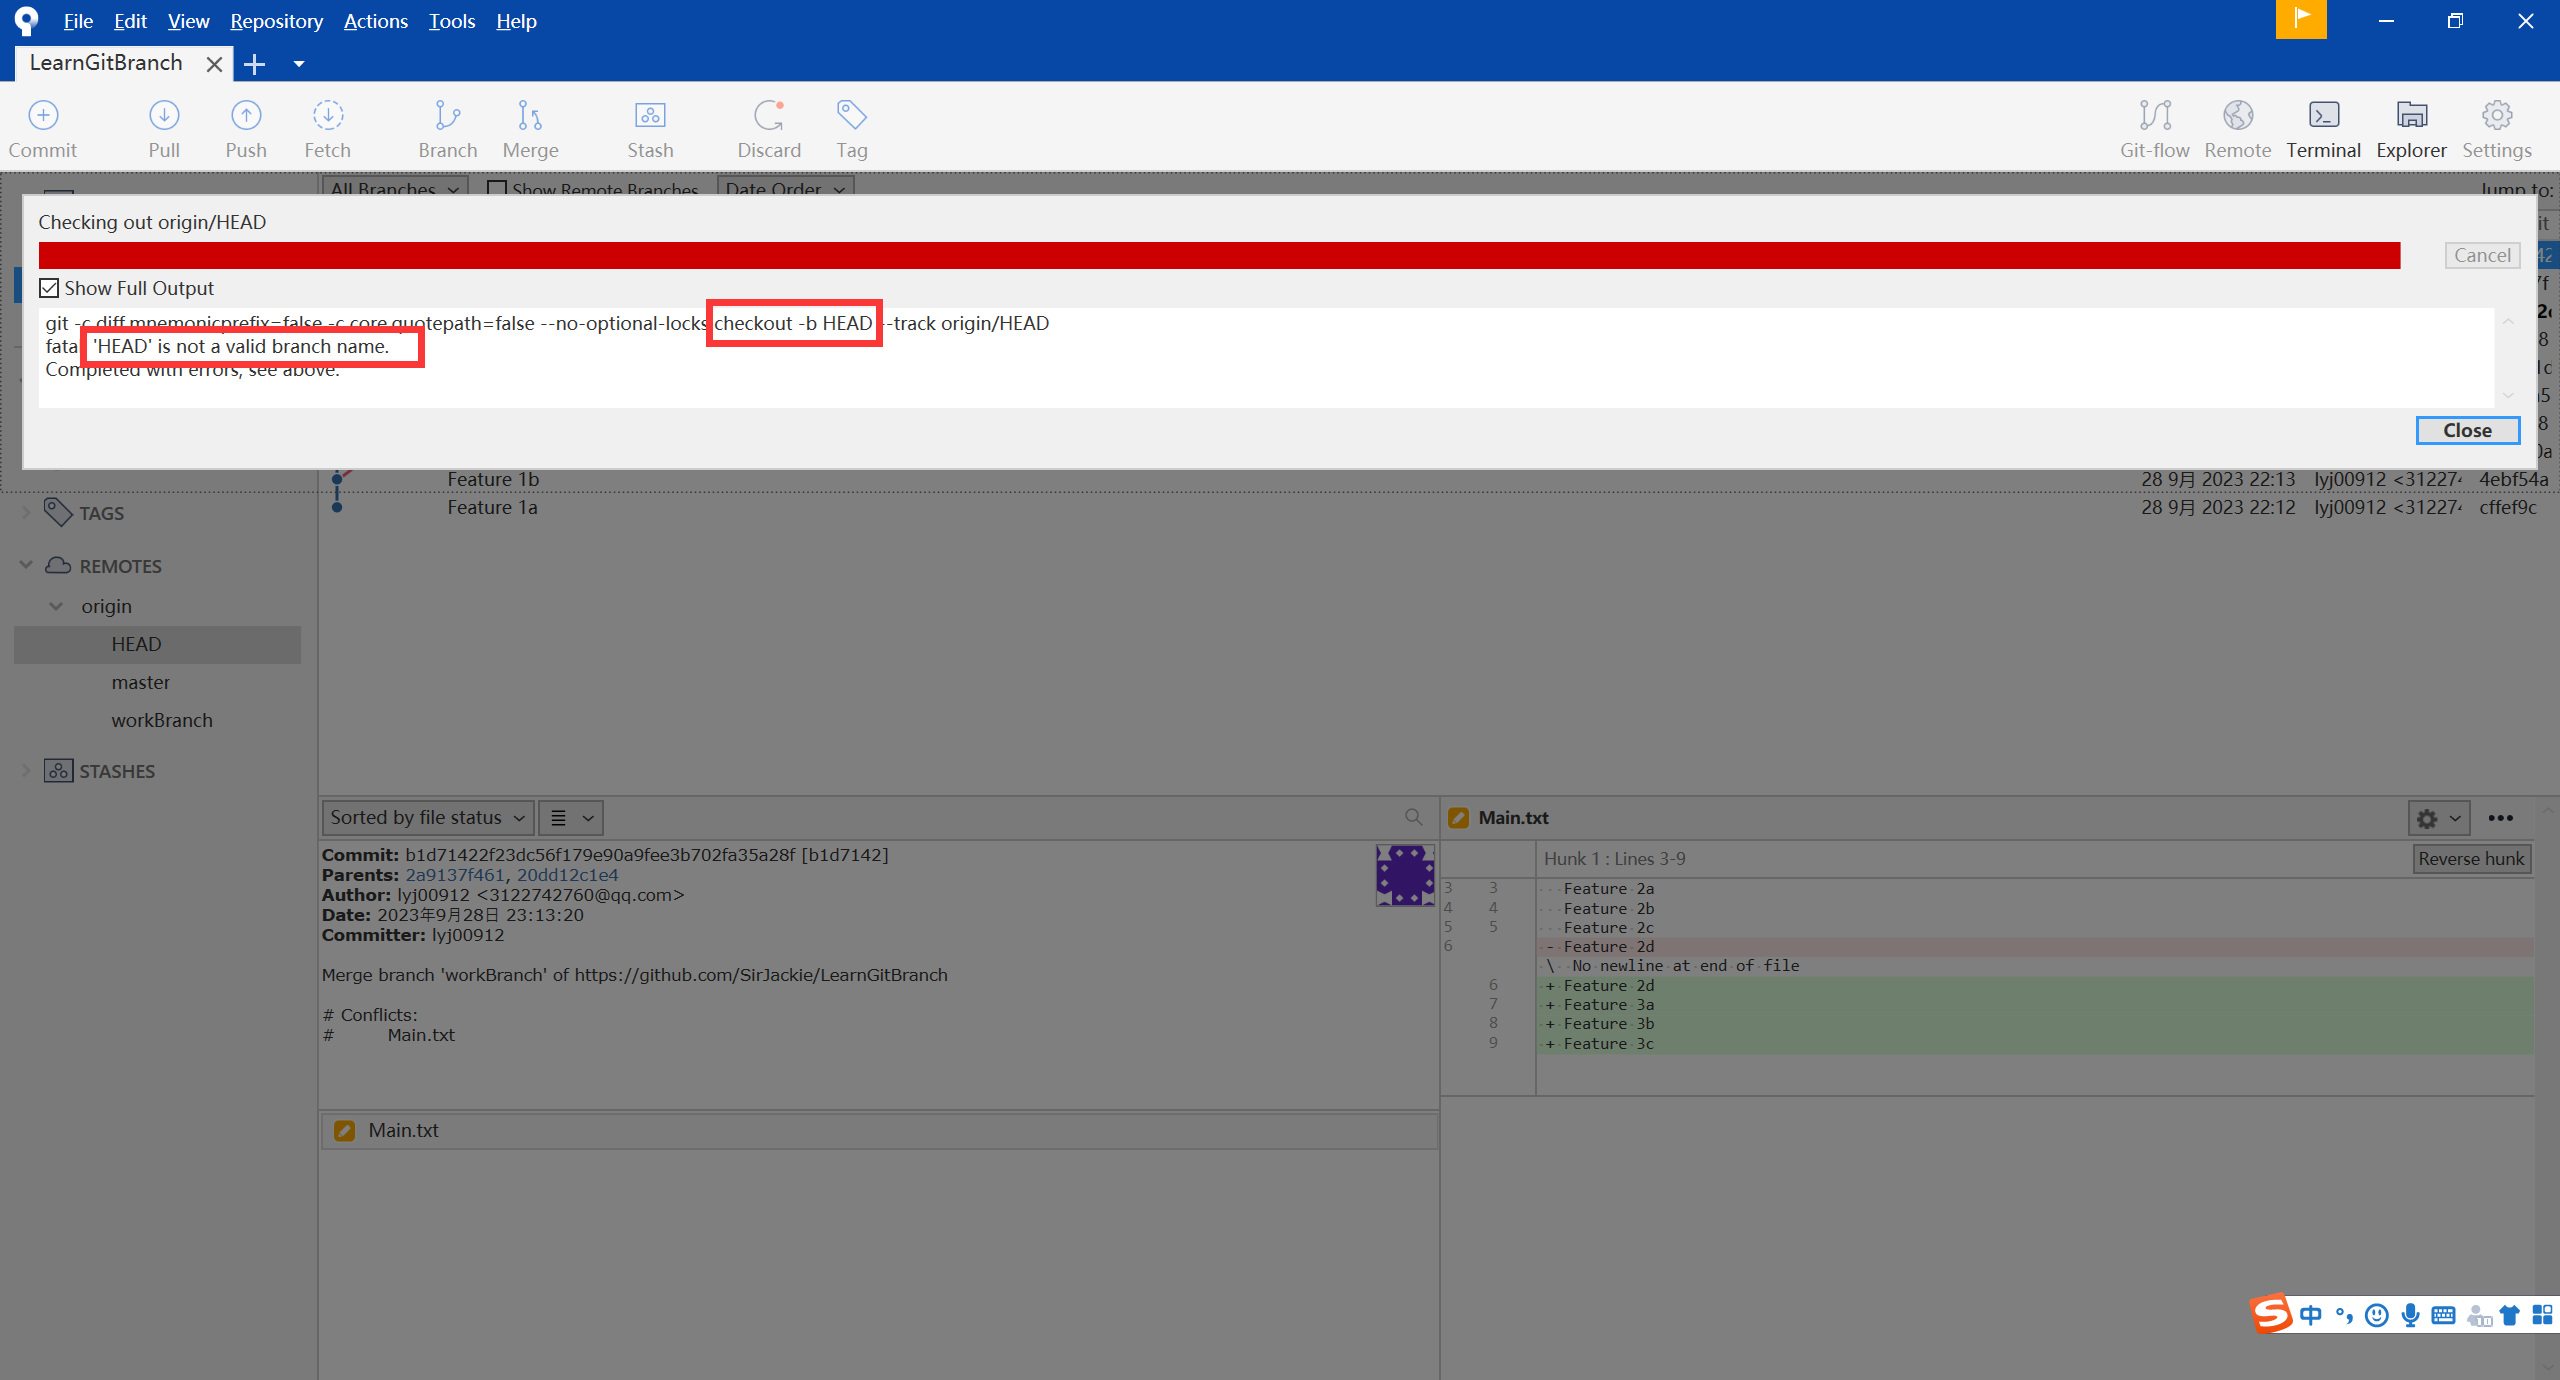 File Edit View Repository Actions Tools Help
LearnGitBranch
Commit Pull Push Fetch Branch Merge Stash Discard Tag Git-flow Remote Terminal Explorer Settings
All Branches Show Remote Branches Date Order Jump to:
Checking out origin/HEAD
Cancel
Show Full Output
git -c diff.mnemonicprefix=false -c core.quotepath=false --no-optional-locks checkout -b HEAD --track origin/HEAD
fatal: 'HEAD' is not a valid branch name.
Completed with errors, see above.
Close
Feature 1b 28 9月 2023 22:13 lyj00912 <31227 4ebf54a
Feature 1a 28 9月 2023 22:12 lyj00912 <31227 cffef9c
TAGS
REMOTES
origin
HEAD
master
workBranch
STASHES
Sorted by file status
Commit: b1d71422f23dc56f179e90a9fee3b702fa35a28f [b1d7142]
Parents: 2a9137f461, 20dd12c1e4
Author: lyj00912 <3122742760@qq.com>
Date: 2023年9月28日 23:13:20
Committer: lyj00912
Merge branch 'workBranch' of https://github.com/SirJackie/LearnGitBranch
# Conflicts:
# Main.txt
Main.txt
Main.txt
Hunk 1 : Lines 3-9 Reverse hunk
3 3 Feature 2a
4 4 Feature 2b
5 5 Feature 2c
6 - Feature 2d
\ No newline at end of file
6 + Feature 2d
7 + Feature 3a
8 + Feature 3b
9 + Feature 3c
S 中